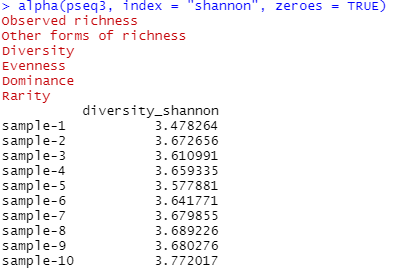 > alpha(pseq3, index = "shannon", zeroes = TRUE)
Observed richness
Other forms of richness
Diversity
Evenness
Dominance
Rarity
diversity_shannon
sample-1 3.478264
sample-2 3.672656
sample-3 3.610991
sample-4 3.659335
sample-5 3.577881
sample-6 3.641771
sample-7 3.679855
sample-8 3.689226
sample-9 3.680276
sample-10 3.772017